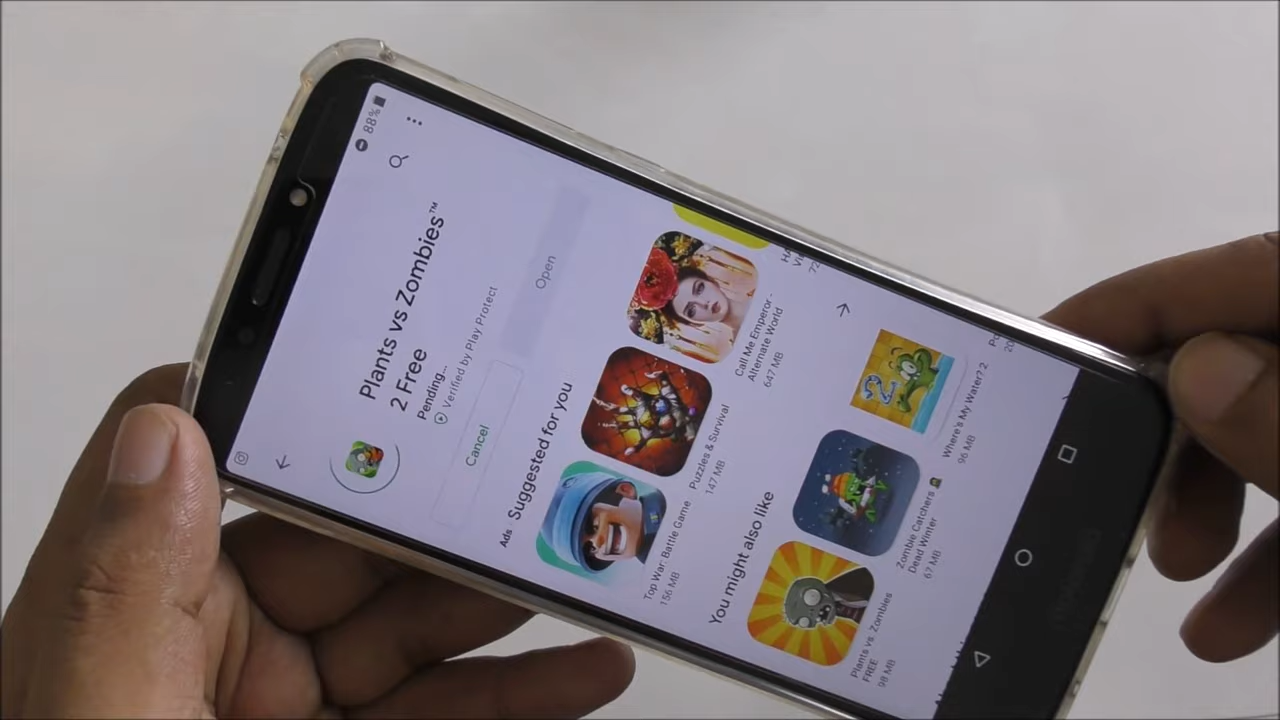 88%
Plants vs Zombies™
2 Free
Pending...
Verified by Play Protect
Cancel
Open
Ads · Suggested for you
Top War: Battle Game
156 MB
Puzzles & Survival
147 MB
Call Me Emperor -
Alternate World
647 MB
You might also like
Plants vs. Zombies
FREE
98 MB
Zombie Catchers
Dead Winter
67 MB
Where's My Water? 2
96 MB